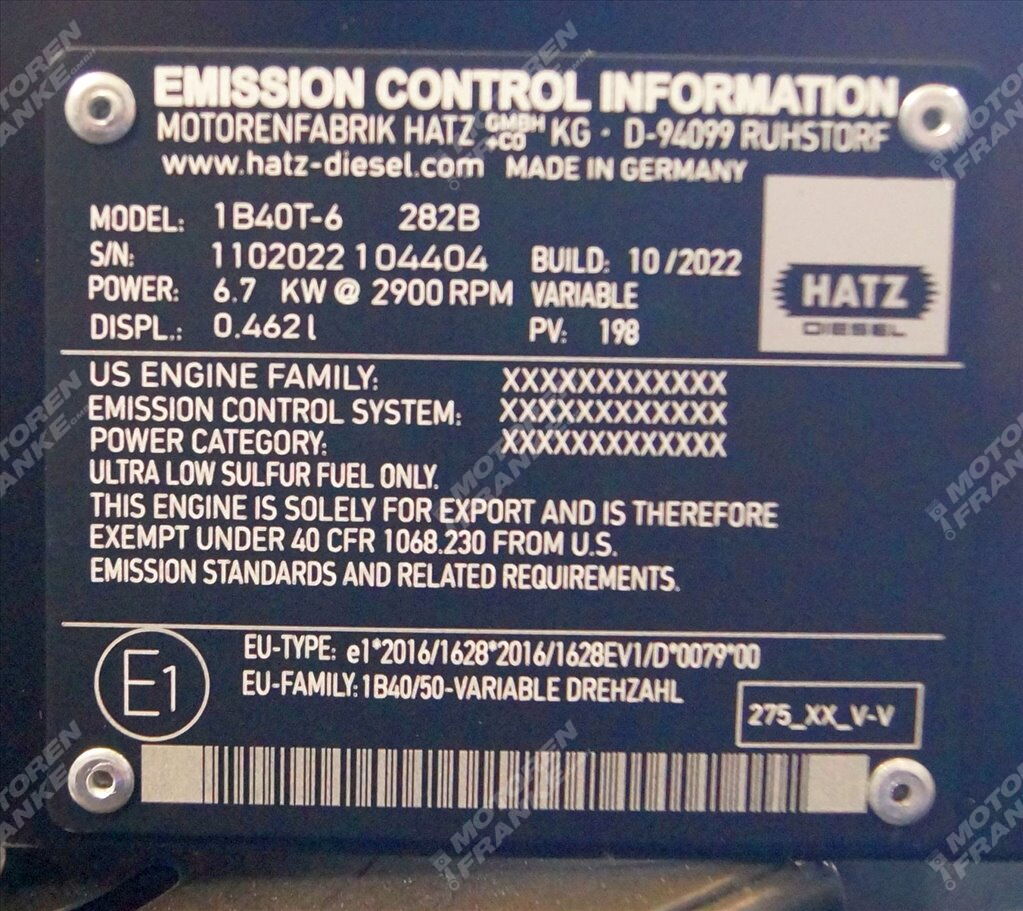 EMISSION CONTROL INFORMATION
MOTORENFABRIK HATZ GMBH +CO KG · D-94099 RUHSTORF
www.hatz-diesel.com MADE IN GERMANY
MODEL: 1B40T-6 282B
S/N: 1102022 104404 BUILD: 10/2022
POWER: 6.7 KW @ 2900 RPM VARIABLE
DISPL.: 0.462 l PV: 198
HATZ
DIESEL
US ENGINE FAMILY: XXXXXXXXXXXX
EMISSION CONTROL SYSTEM: XXXXXXXXXXXX
POWER CATEGORY: XXXXXXXXXXXX
ULTRA LOW SULFUR FUEL ONLY.
THIS ENGINE IS SOLELY FOR EXPORT AND IS THEREFORE
EXEMPT UNDER 40 CFR 1068.230 FROM U.S.
EMISSION STANDARDS AND RELATED REQUIREMENTS.
E1
EU-TYPE: e1*2016/1628*2016/1628EV1/D*0079*00
EU-FAMILY: 1B40/50-VARIABLE DREHZAHL
275_XX_V-V
MOTOREN
FRANKE GMBH